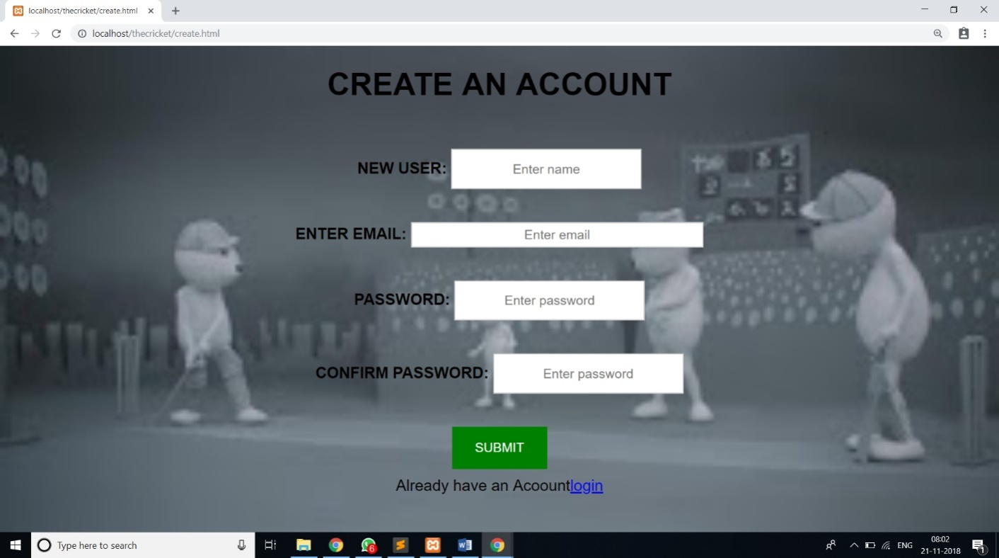 localhost/thecricket/create.html
localhost/thecricket/create.html
CREATE AN ACCOUNT
NEW USER: Enter name
ENTER EMAIL: Enter email
PASSWORD: Enter password
CONFIRM PASSWORD: Enter password
SUBMIT
Already have an Acoountlogin
Type here to search
6
ENG
08:02
21-11-2018
1